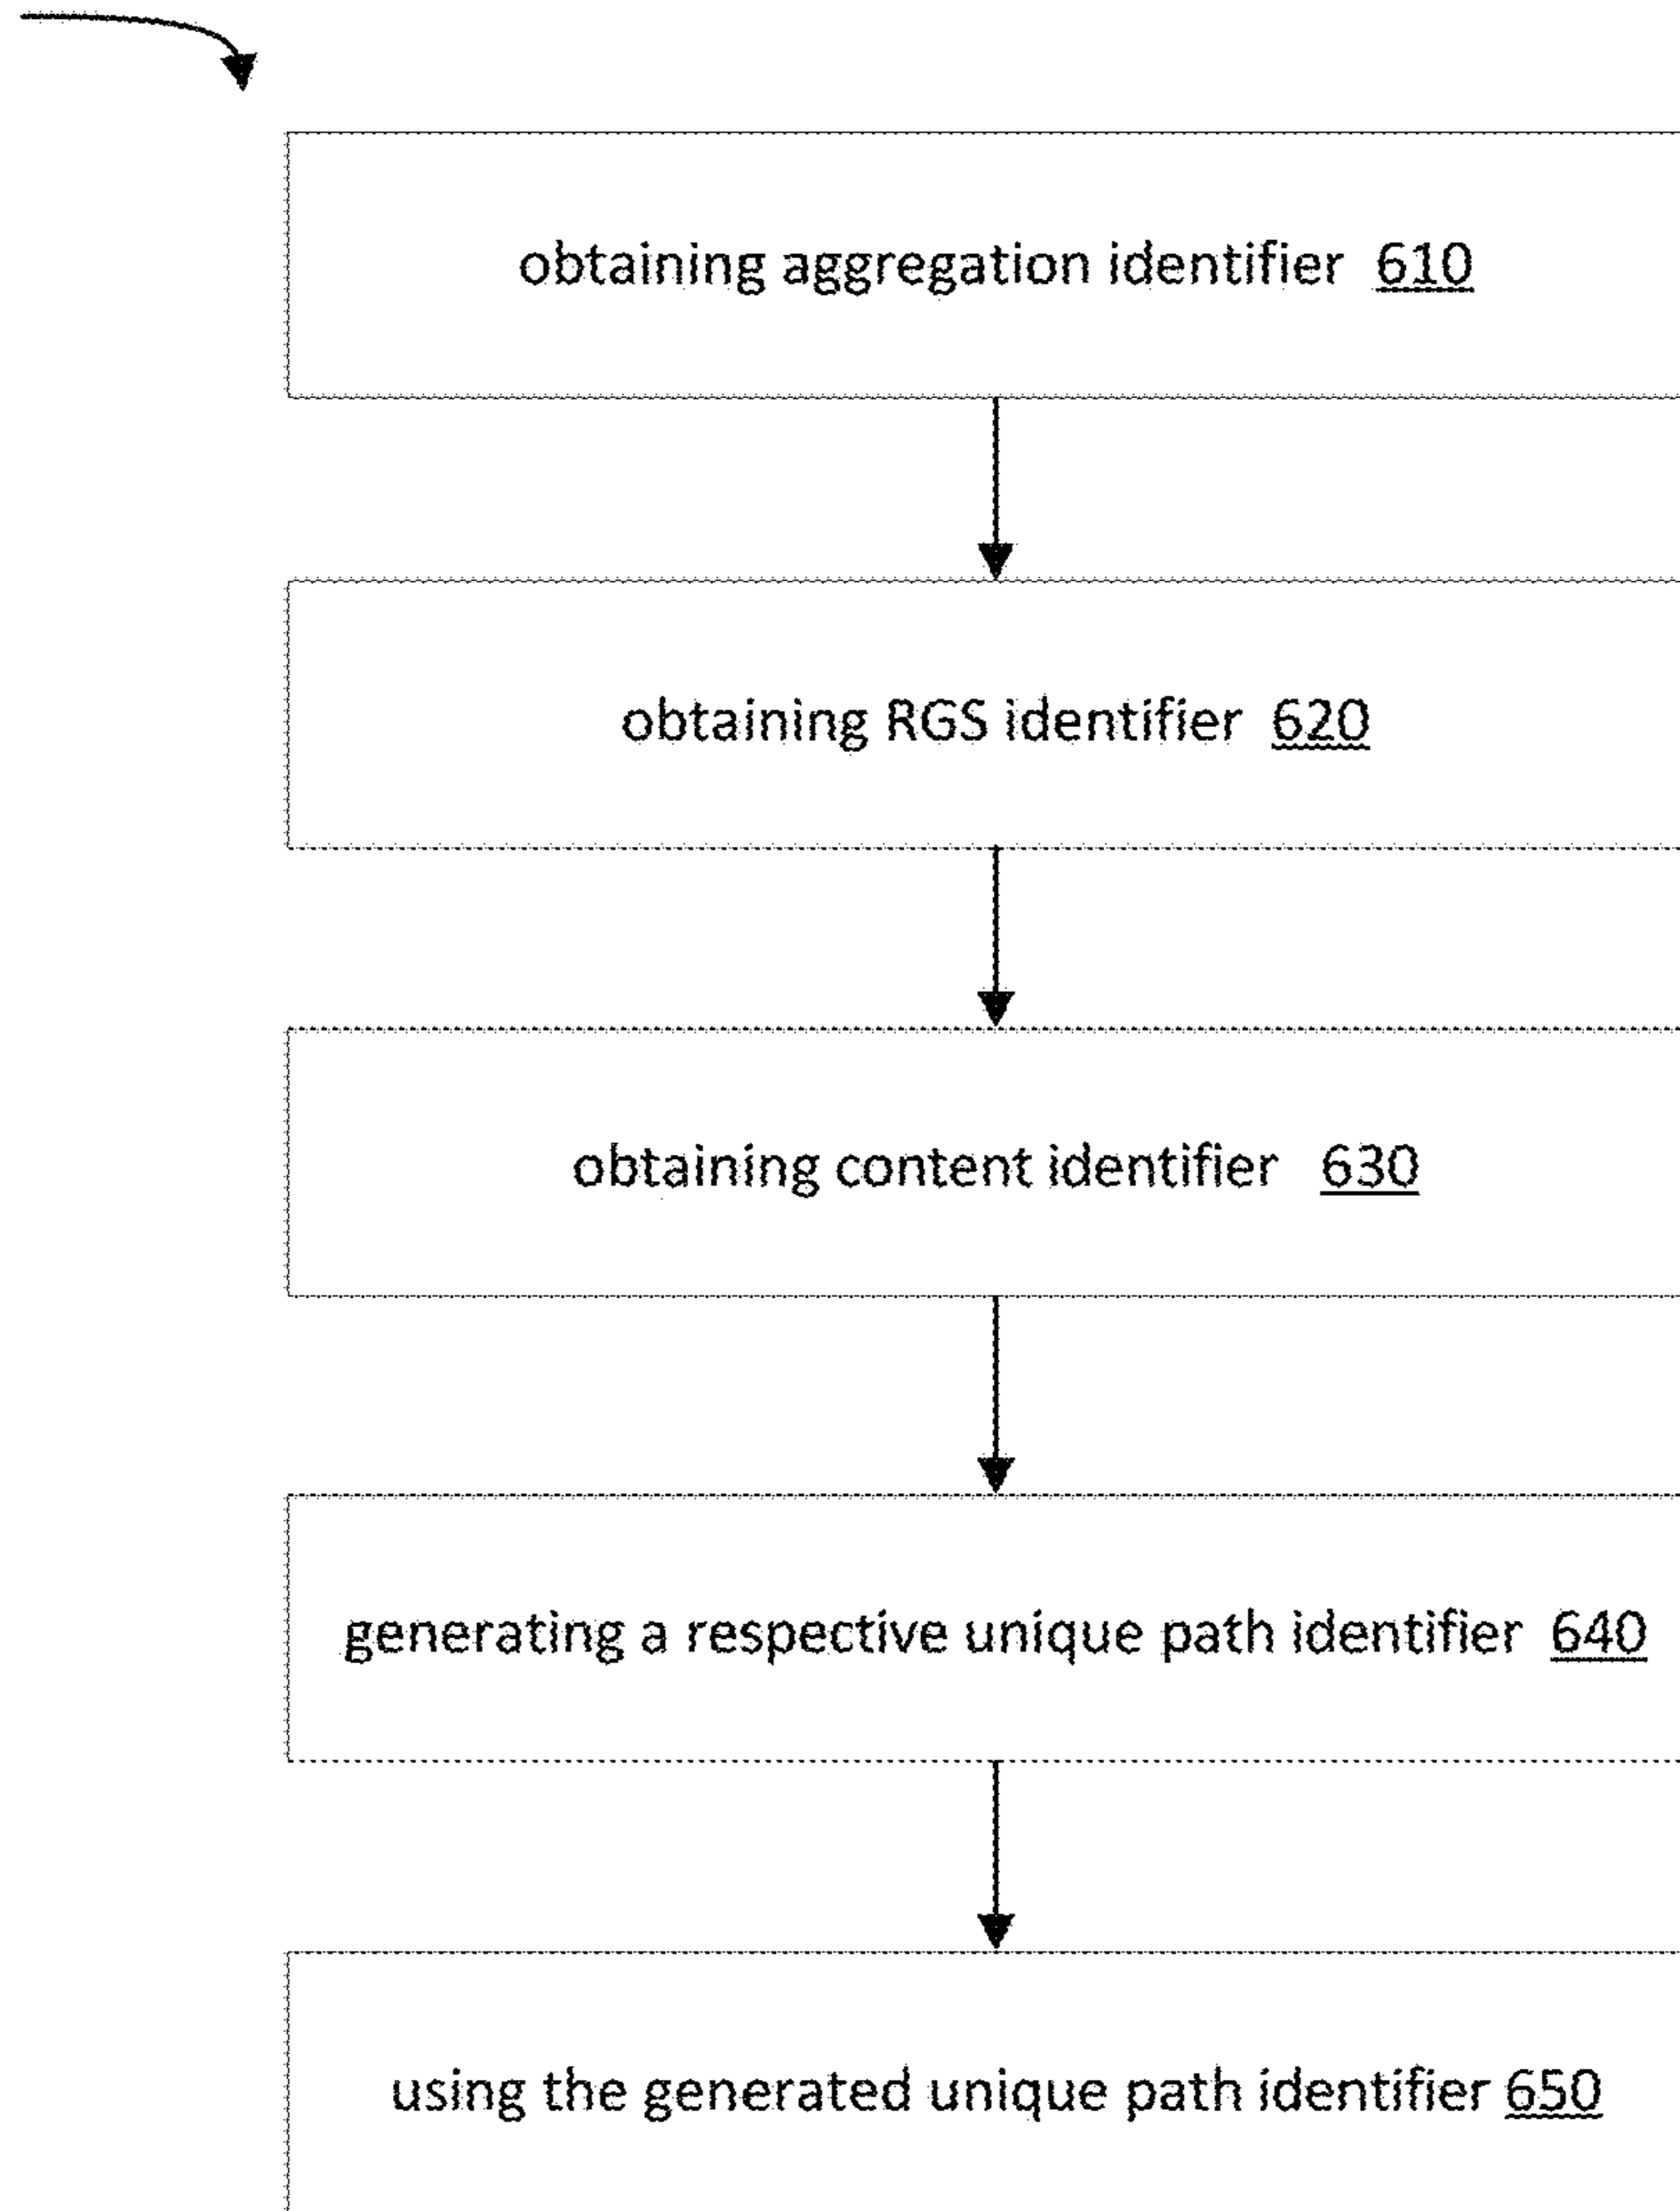 obtaining aggregation identifier 610
obtaining RGS identifier 620
obtaining content identifier 630
generating a respective unique path identifier 640
using the generated unique path identifier 650